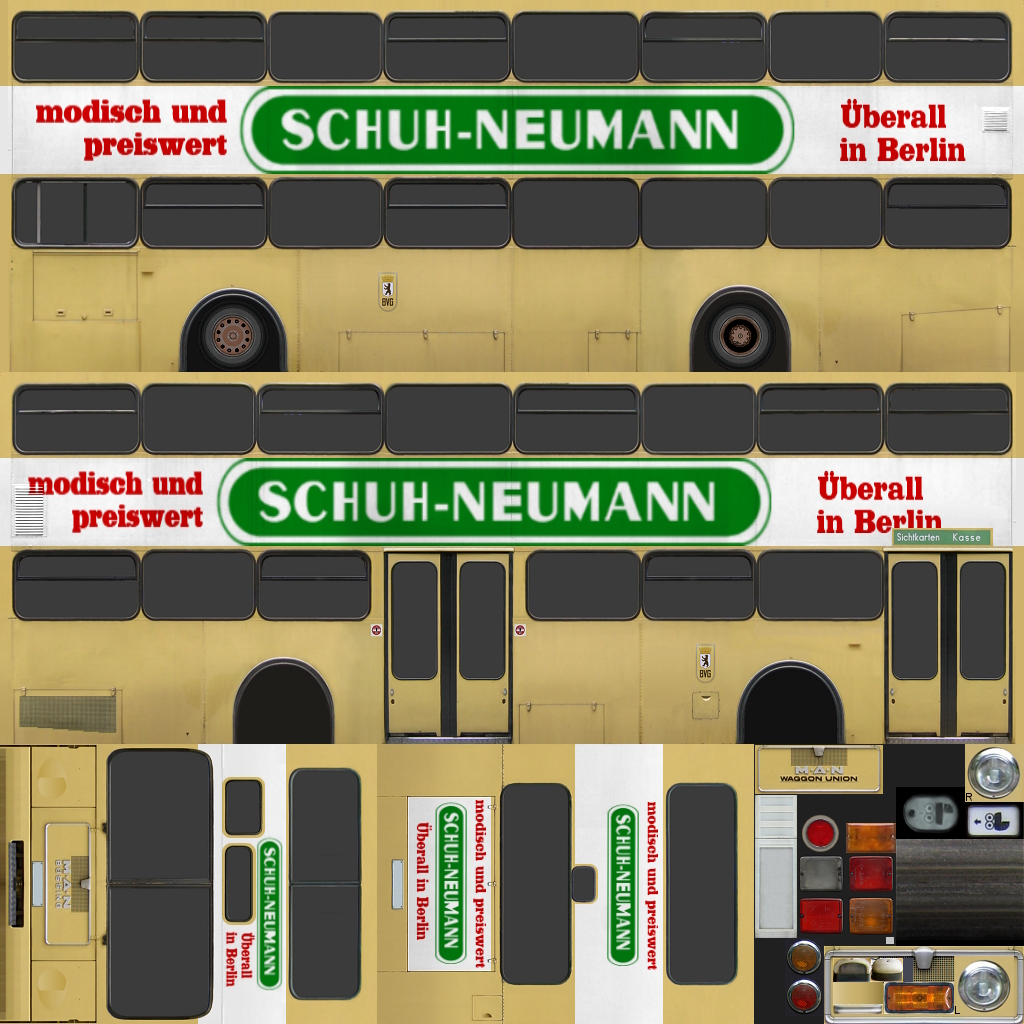 modisch und
preiswert
SCHUH-NEUMANN
Überall
in Berlin
BVG
modisch und
preiswert
SCHUH-NEUMANN
Überall
in Berlin
Sichtkarten Kasse
BVG
M·A·N
BÜSSING
SCHUH-NEUMANN
Überall
in Berlin
modisch und preiswert
SCHUH-NEUMANN
Überall in Berlin
modisch und preiswert
SCHUH-NEUMANN
M·A·N
WAGGON UNION
R
L